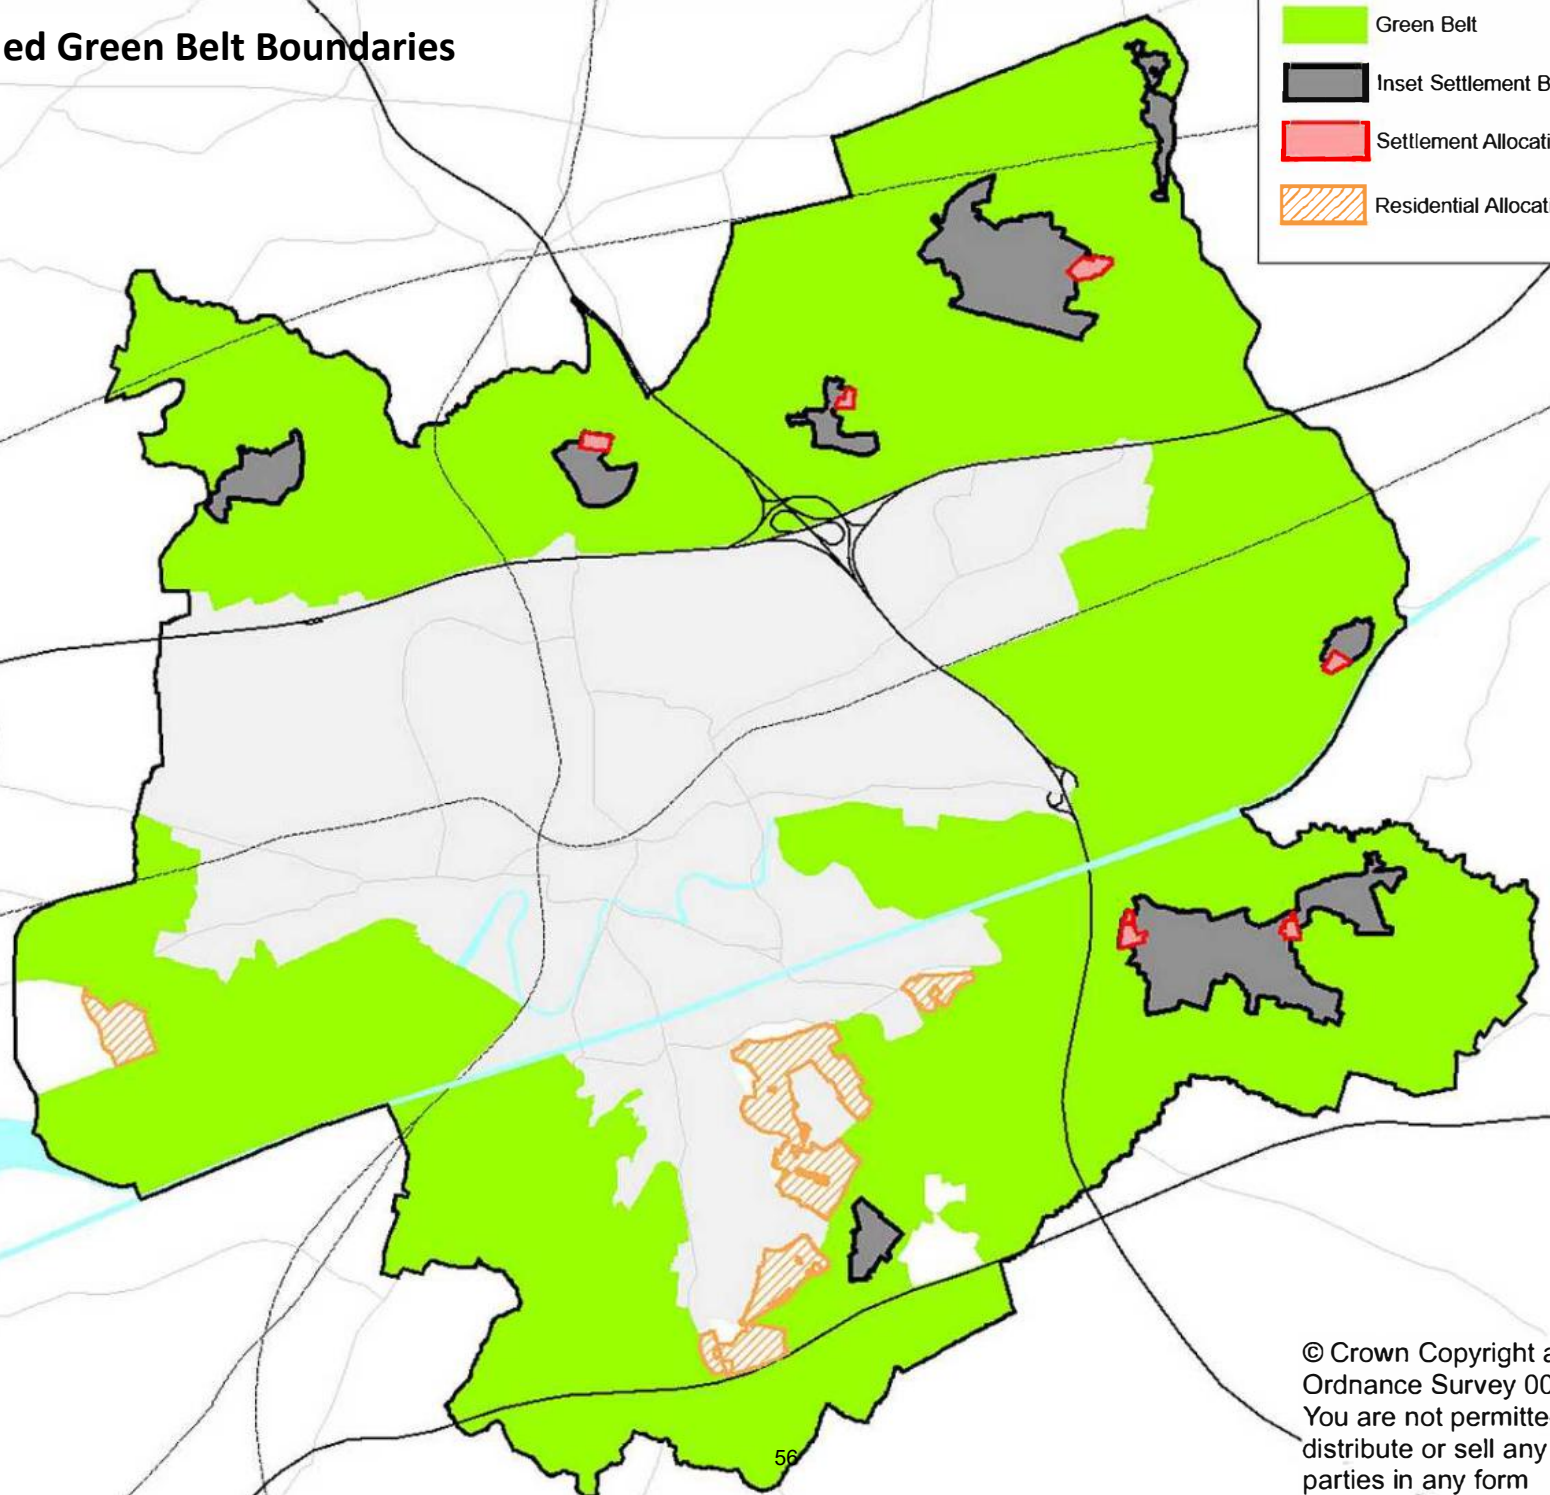 ed Green Belt Boundaries
Green Belt
Inset Settlement B
Settlement Allocati
Residential Allocati
© Crown Copyright a
Ordnance Survey 00
You are not permitte
distribute or sell any
parties in any form
56